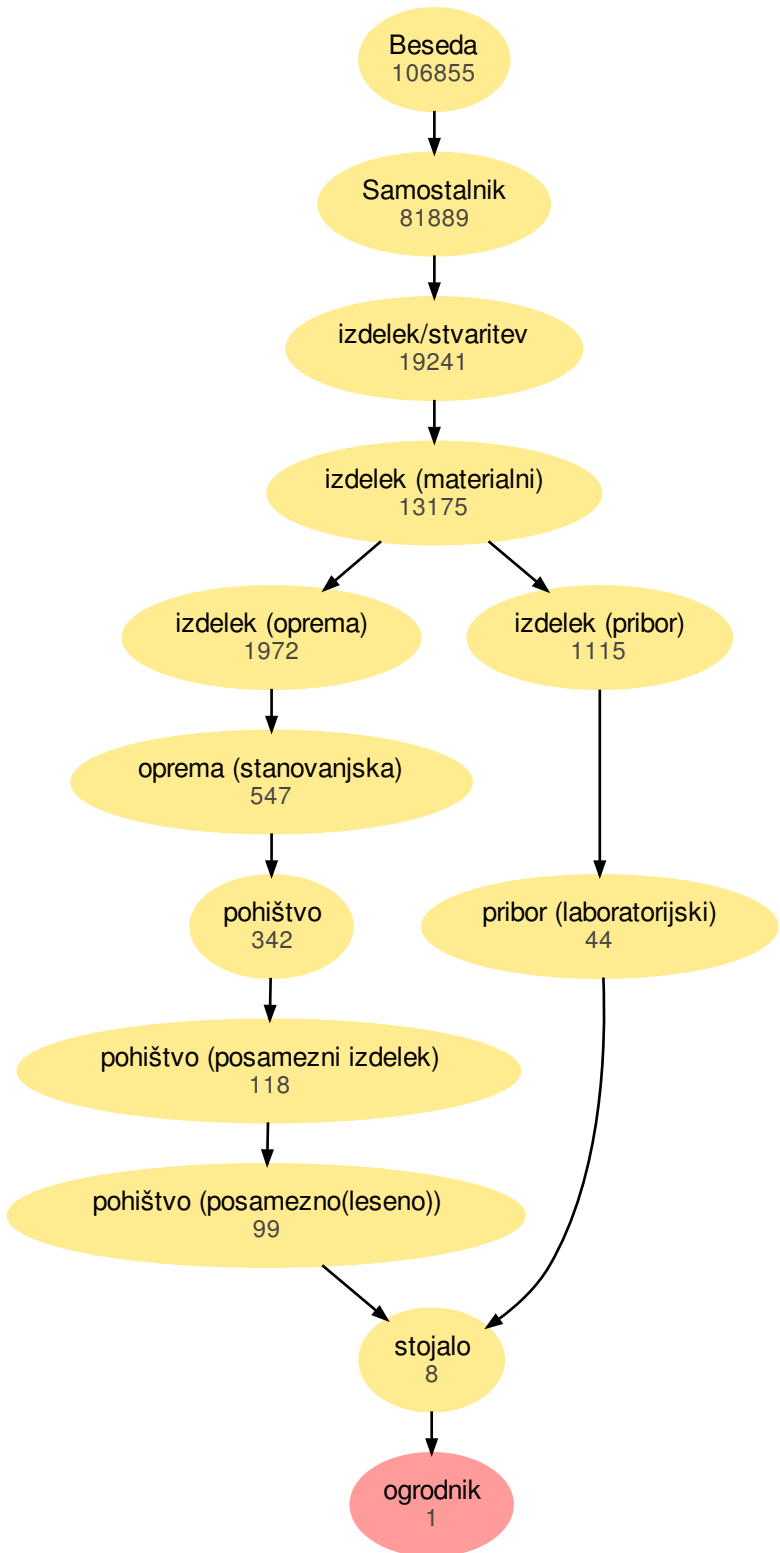 Beseda
106855
Samostalnik
81889
izdelek/stvaritev
19241
izdelek (materialni)
13175
izdelek (oprema)
1972
izdelek (pribor)
1115
oprema (stanovanjska)
547
pohištvo
342
pribor (laboratorijski)
44
pohištvo (posamezni izdelek)
118
pohištvo (posamezno(leseno))
99
stojalo
8
ogrodnik
1